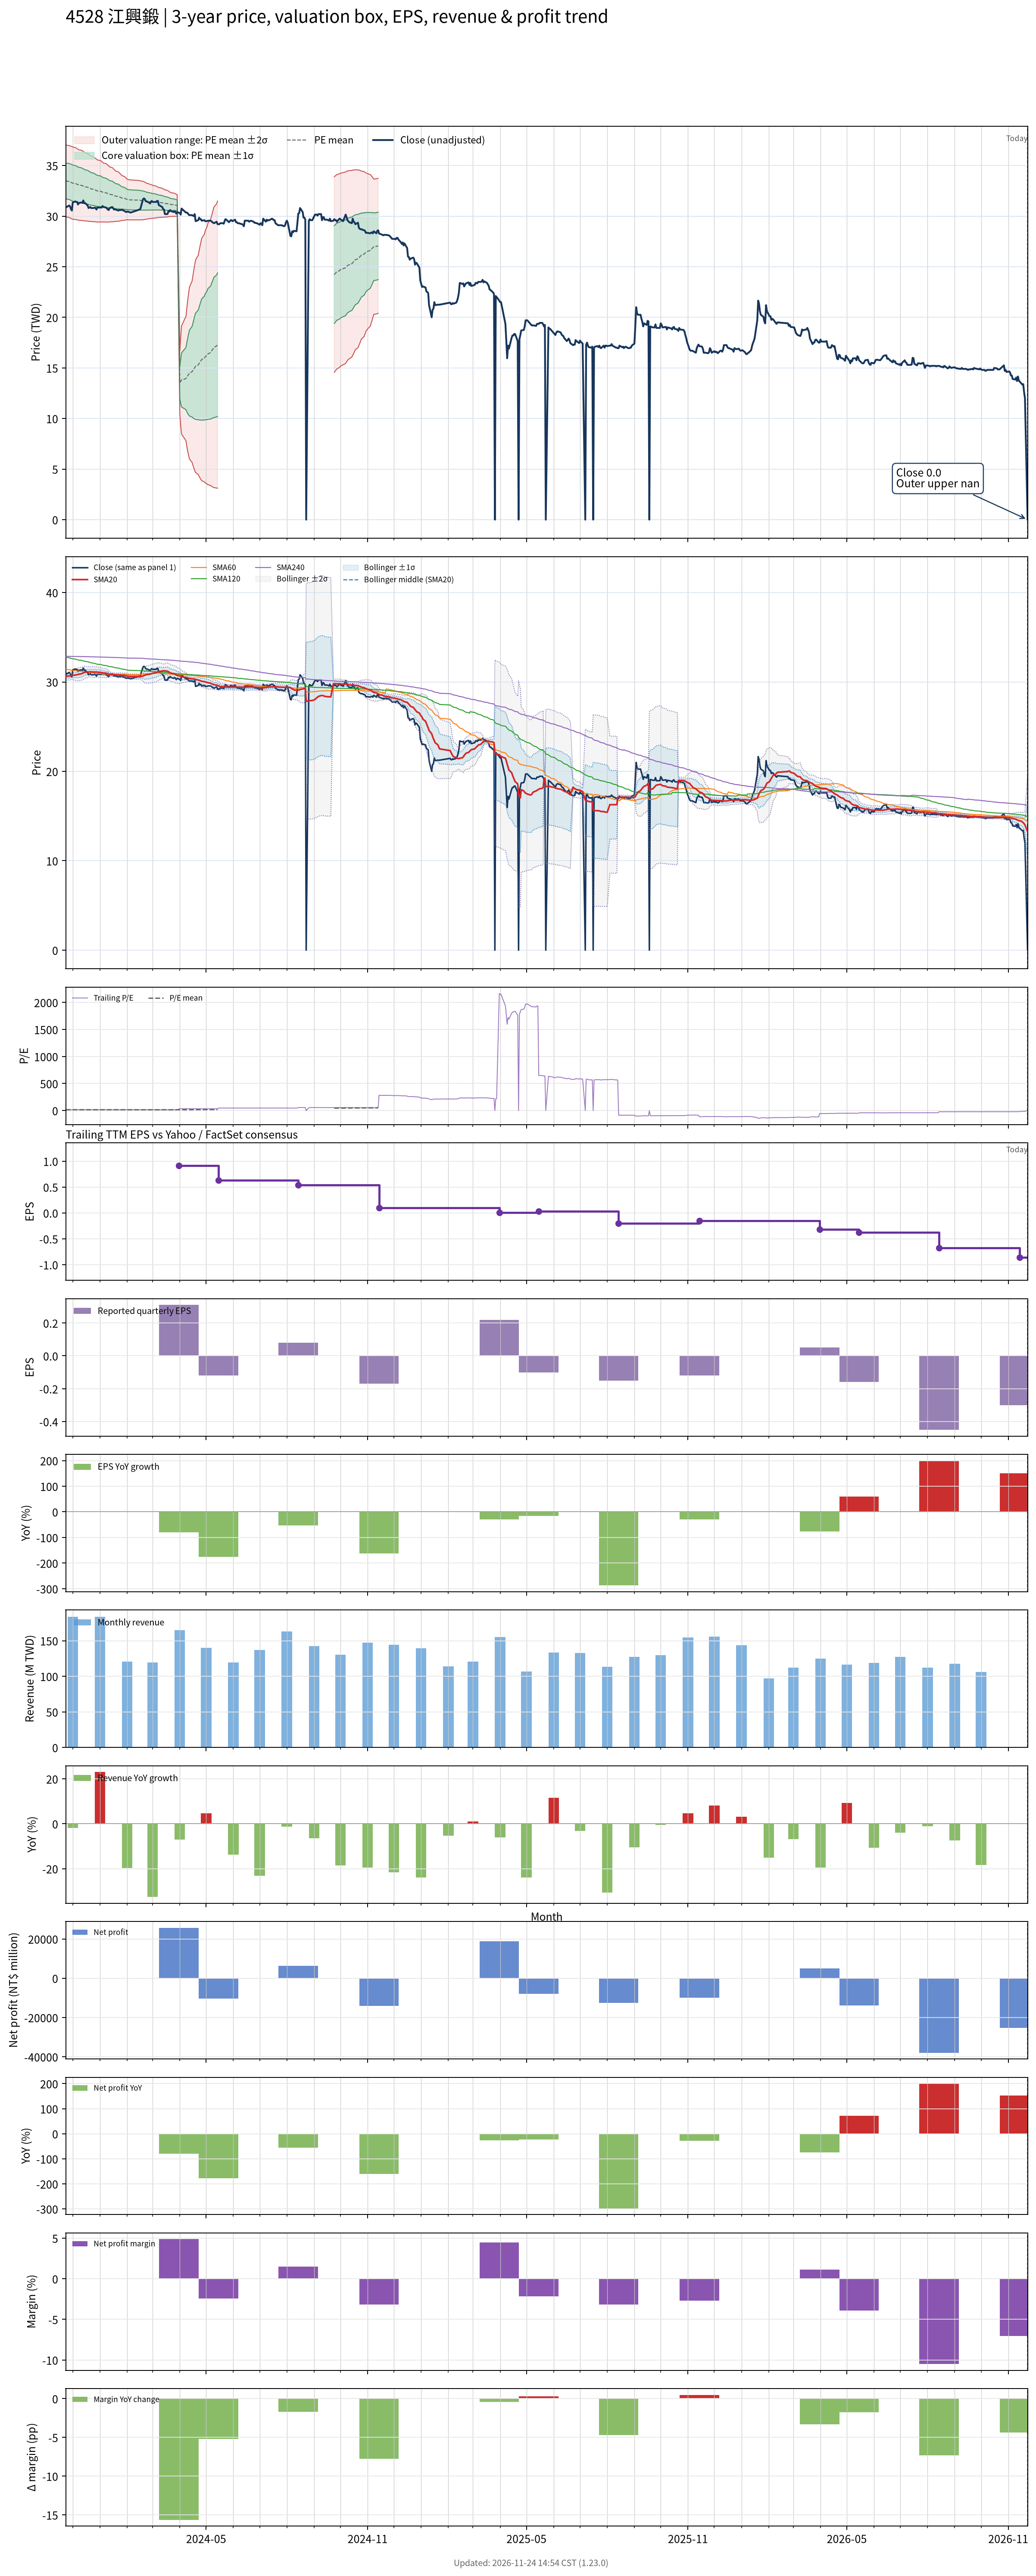 4528 江興鍛 | 3-year price, valuation box, EPS, revenue & profit trend
Outer valuation range: PE mean ±2σ
PE mean
Close (unadjusted)
Core valuation box: PE mean ±1σ
Today
Price (TWD)
35
30
25
20
15
10
5
0
Close 0.0
Outer upper nan
Close (same as panel 1)
SMA20
SMA60
SMA120
SMA240
Bollinger ±2σ
Bollinger ±1σ
Bollinger middle (SMA20)
Price
40
30
20
10
0
Trailing P/E
P/E mean
P/E
2000
1500
1000
500
0
Trailing TTM EPS vs Yahoo / FactSet consensus
Today
EPS
1.0
0.5
0.0
-0.5
-1.0
Reported quarterly EPS
EPS
0.2
0.0
-0.2
-0.4
EPS YoY growth
YoY (%)
200
100
0
-100
-200
-300
Monthly revenue
Revenue (M TWD)
150
100
50
0
Revenue YoY growth
YoY (%)
20
0
-20
Month
Net profit
Net profit (NT$ million)
20000
0
-20000
-40000
Net profit YoY
YoY (%)
200
100
0
-100
-200
-300
Net profit margin
Margin (%)
5
0
-5
-10
Margin YoY change
Δ margin (pp)
0
-5
-10
-15
2024-05
2024-11
2025-05
2025-11
2026-05
2026-11
Updated: 2026-11-24 14:54 CST (1.23.0)